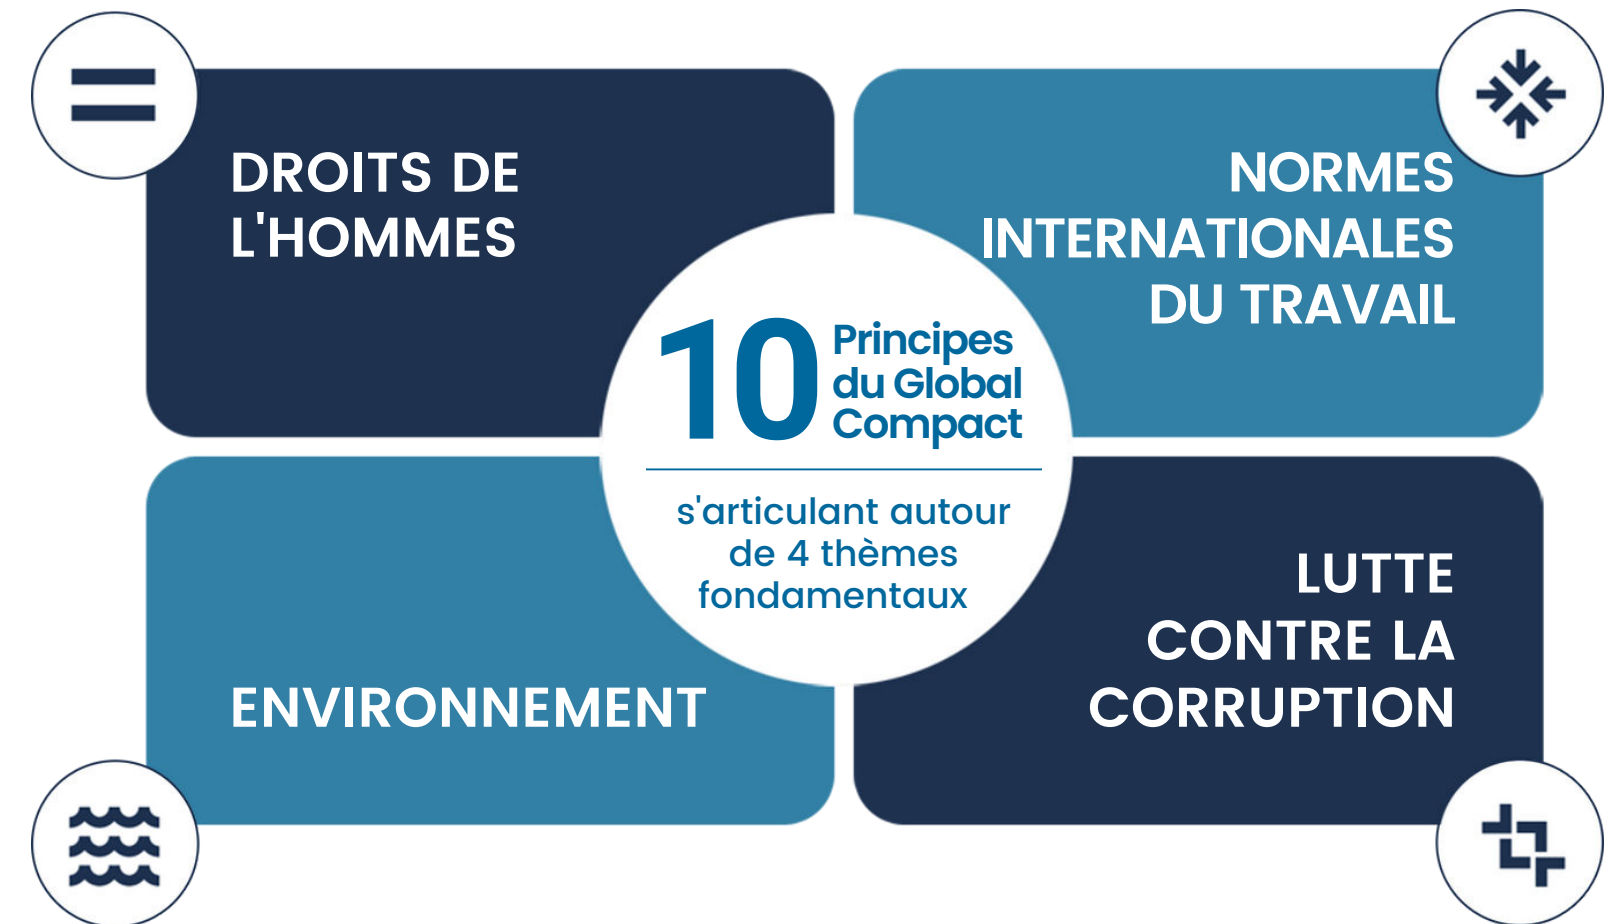 DROITS DE
L'HOMMES
NORMES
INTERNATIONALES
DU TRAVAIL
10
Principes
du Global
Compact
s'articulant autour
de 4 thèmes
fondamentaux
ENVIRONNEMENT
LUTTE
CONTRE LA
CORRUPTION